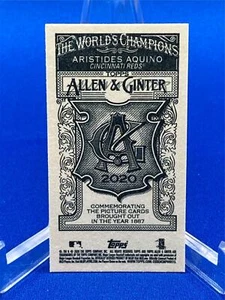 THE WORLD'S CHAMPIONS
ARISTIDES AQUINO
CINCINNATI REDS®
TOPPS
ALLEN & GINTER
AG
2020
COMMEMORATING
THE PICTURE CARDS
BROUGHT OUT
IN THE YEAR 1887
Topps